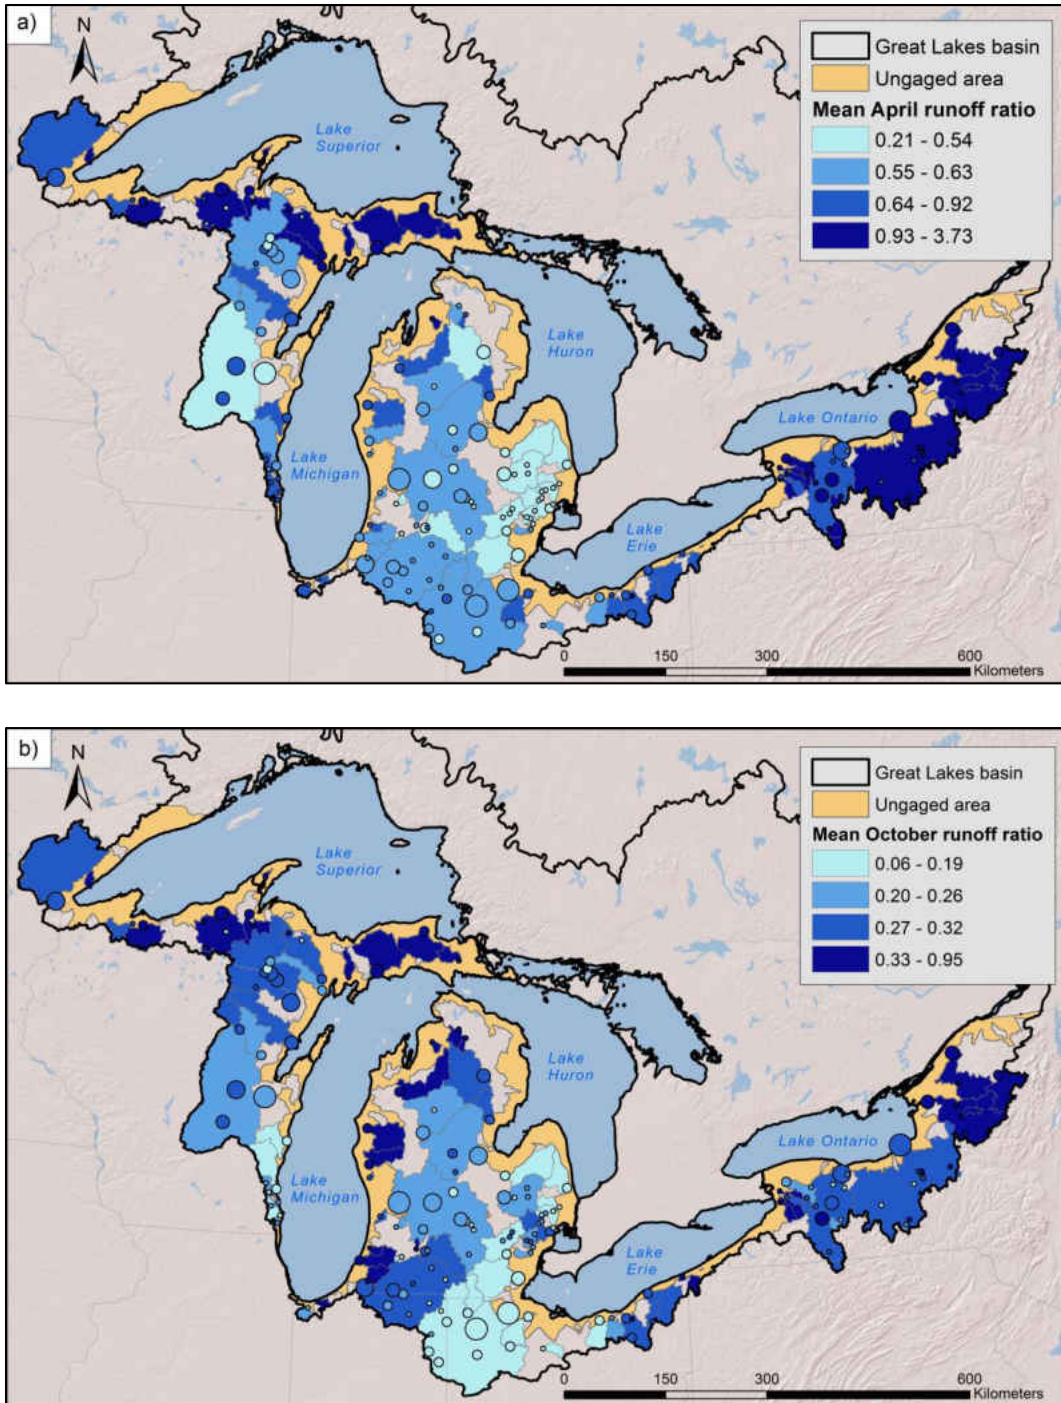 a)
N
Great Lakes basin
Ungaged area
Mean April runoff ratio
0.21 - 0.54
0.55 - 0.63
0.64 - 0.92
0.93 - 3.73
Lake
Superior
Lake
Huron
Lake Ontario
Lake
Michigan
Lake
Erie
0
150
300
600
Kilometers
b)
N
Great Lakes basin
Ungaged area
Mean October runoff ratio
0.06 - 0.19
0.20 - 0.26
0.27 - 0.32
0.33 - 0.95
Lake
Superior
Lake
Huron
Lake Ontario
Lake
Michigan
Lake
Erie
0
150
300
600
Kilometers